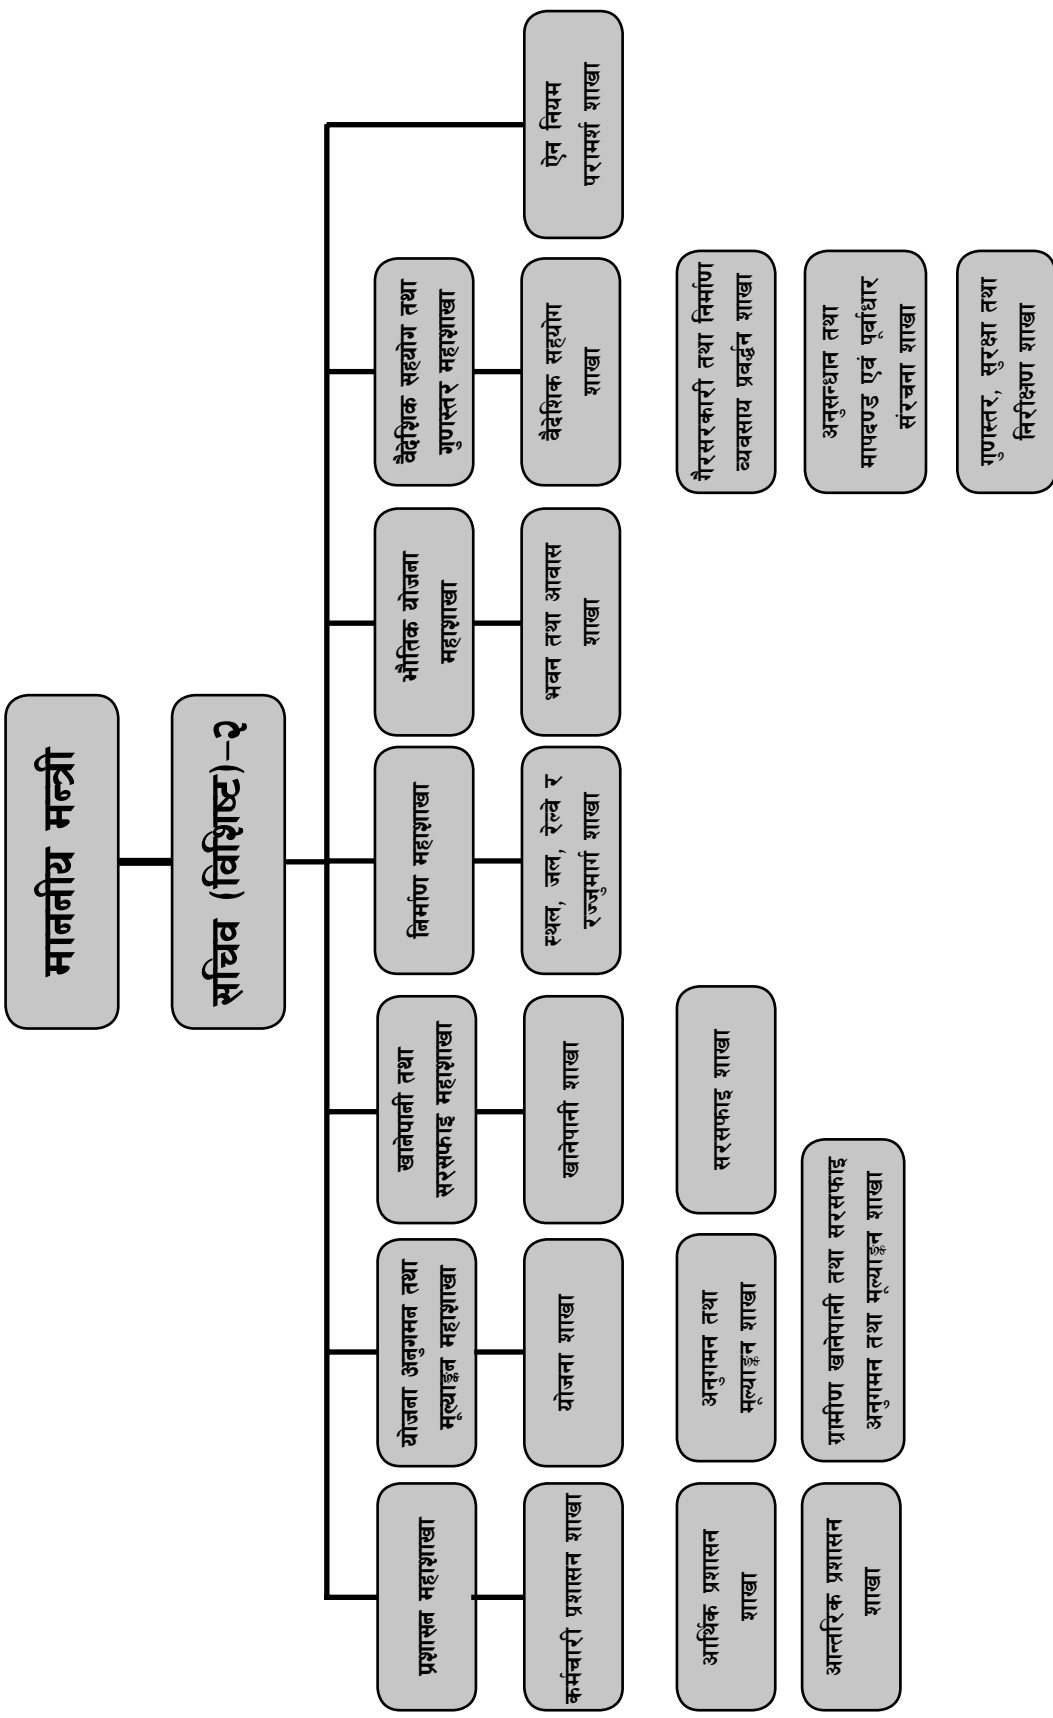 माननीय मन्त्री
सचिव (विशिष्ट)–२
प्रशासन महाशाखा
योजना अनुगमन तथा
मूल्याङ्कन महाशाखा
खानेपानी तथा
सरसफाइ महाशाखा
निर्माण महाशाखा
भौतिक योजना
महाशाखा
वैदेशिक सहयोग तथा
गुणस्तर महाशाखा
कर्मचारी प्रशासन शाखा
योजना शाखा
खानेपानी शाखा
स्थल, जल, रेल्वे र
रज्जुमार्ग शाखा
भवन तथा आवास
शाखा
वैदेशिक सहयोग
शाखा
ऐन नियम
परामर्श शाखा
आर्थिक प्रशासन
शाखा
अनुगमन तथा
मूल्याङ्कन शाखा
सरसफाइ शाखा
गैरसरकारी तथा निर्माण
व्यवसाय प्रवर्द्धन शाखा
आन्तरिक प्रशासन
शाखा
ग्रामीण खानेपानी तथा सरसफाइ
अनुगमन तथा मूल्याङ्कन शाखा
अनुसन्धान तथा
मापदण्ड एवं पूर्वाधार
संरचना शाखा
गुणस्तर, सुरक्षा तथा
निरीक्षण शाखा